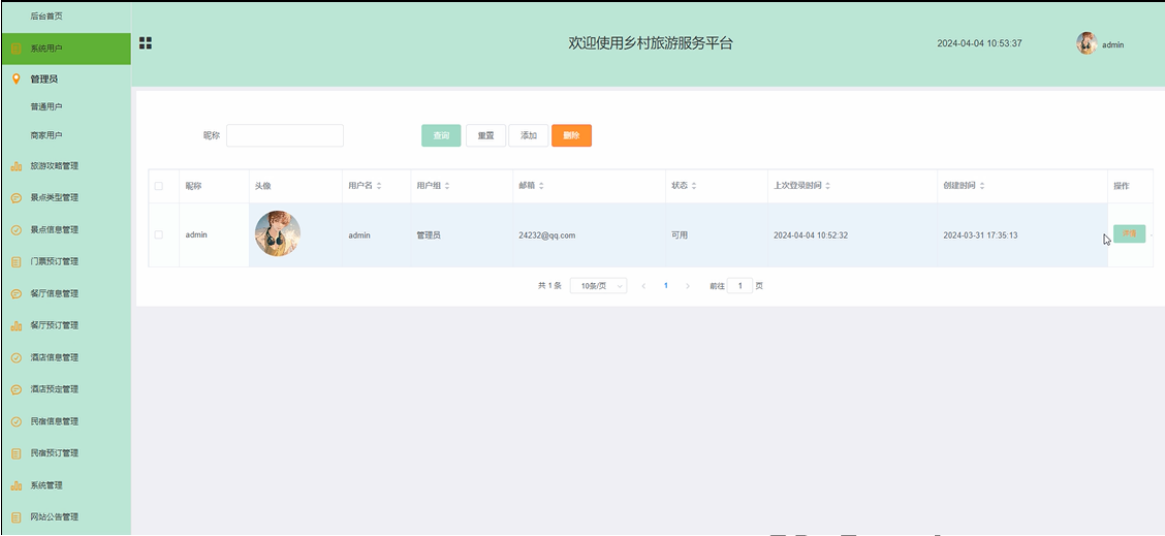 后台首页
系统用户
欢迎使用乡村旅游服务平台
2024-04-04 10:53:37
admin
管理员
普通用户
商家用户
昵称
查询
重置
添加
删除
旅游攻略管理
昵称
头像
用户名
用户组
邮箱
状态
上次登录时间
创建时间
操作
景点类型管理
景点信息管理
admin
admin
管理员
24232@qq.com
可用
2024-04-04 10:52:32
2024-03-31 17:35:13
详情
门票预订管理
共 1 条
10条/页
1
前往
1
页
餐厅信息管理
餐厅预订管理
酒店信息管理
酒店预定管理
民宿信息管理
民宿预订管理
系统管理
网站公告管理